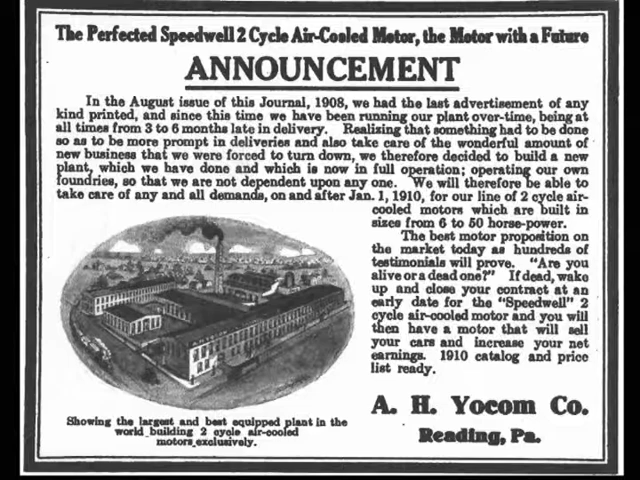 The Perfected Speedwell 2 Cycle Air-Cooled Motor, the Motor with a Future
ANNOUNCEMENT
In the August issue of this Journal, 1908, we had the last advertisement of any
kind printed, and since this time we have been running our plant over-time, being at
all times from 3 to 6 months late in delivery. Realizing that something had to be done
so as to be more prompt in deliveries and also take care of the wonderful amount of
new business that we were forced to turn down, we therefore decided to build a new
plant, which we have done and which is now in full operation; operating our own
foundries, so that we are not dependent upon any one. We will therefore be able to
take care of any and all demands, on and after Jan. 1, 1910, for our line of 2 cycle air-
cooled motors which are built in
sizes from 6 to 50 horse-power.
The best motor proposition on
the market today as hundreds of
testimonials will prove. "Are you
alive or a dead one?" If dead, wake
up and close your contract at an
early date for the "Speedwell" 2
cycle air-cooled motor and you will
then have a motor that will sell
your cars and increase your net
earnings. 1910 catalog and price
list ready.
Showing the largest and best equipped plant in the
world building 2 cycle air-cooled
motors exclusively.
A. H. Yocom Co.
Reading, Pa.